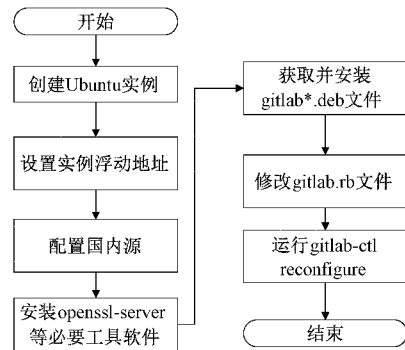 开始
创建Ubuntu实例
设置实例浮动地址
配置国内源
安装openssl-server
等必要工具软件
获取并安装
gitlab*.deb文件
修改gitlab.rb文件
运行gitlab-ctl
reconfigure
结束